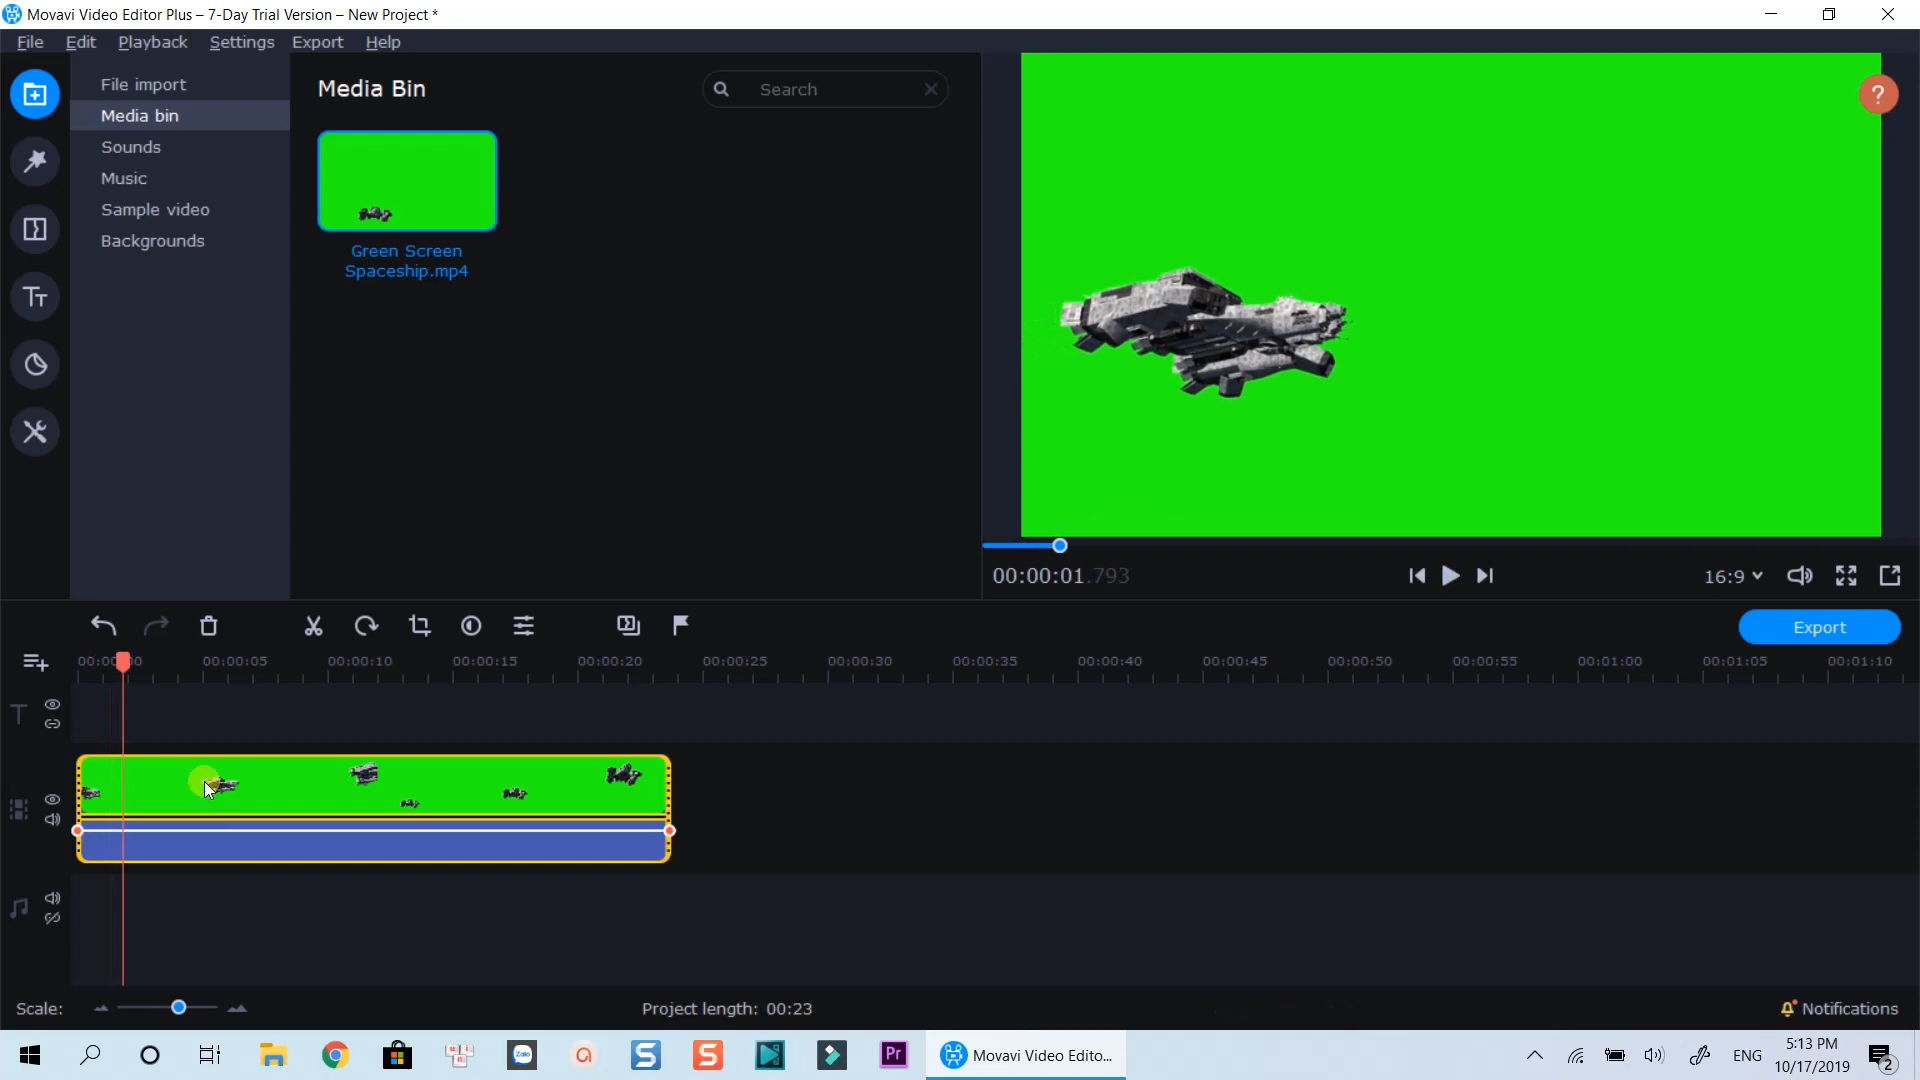 Movavi Video Editor Plus – 7-Day Trial Version – New Project *
File Edit Playback Settings Export Help
File import
Media bin
Sounds
Music
Sample video
Backgrounds
Media Bin
Search
Green Screen
Spaceship.mp4
?
00:00:01.793
16:9
Export
00:00:05 00:00:10 00:00:15 00:00:20 00:00:25 00:00:30 00:00:35 00:00:40 00:00:45 00:00:50 00:00:55 00:01:00 00:01:05 00:01:10
Scale:
Project length: 00:23
Notifications
Zalo
S
S
Pr
Movavi Video Edito...
ENG
5:13 PM
10/17/2019
2